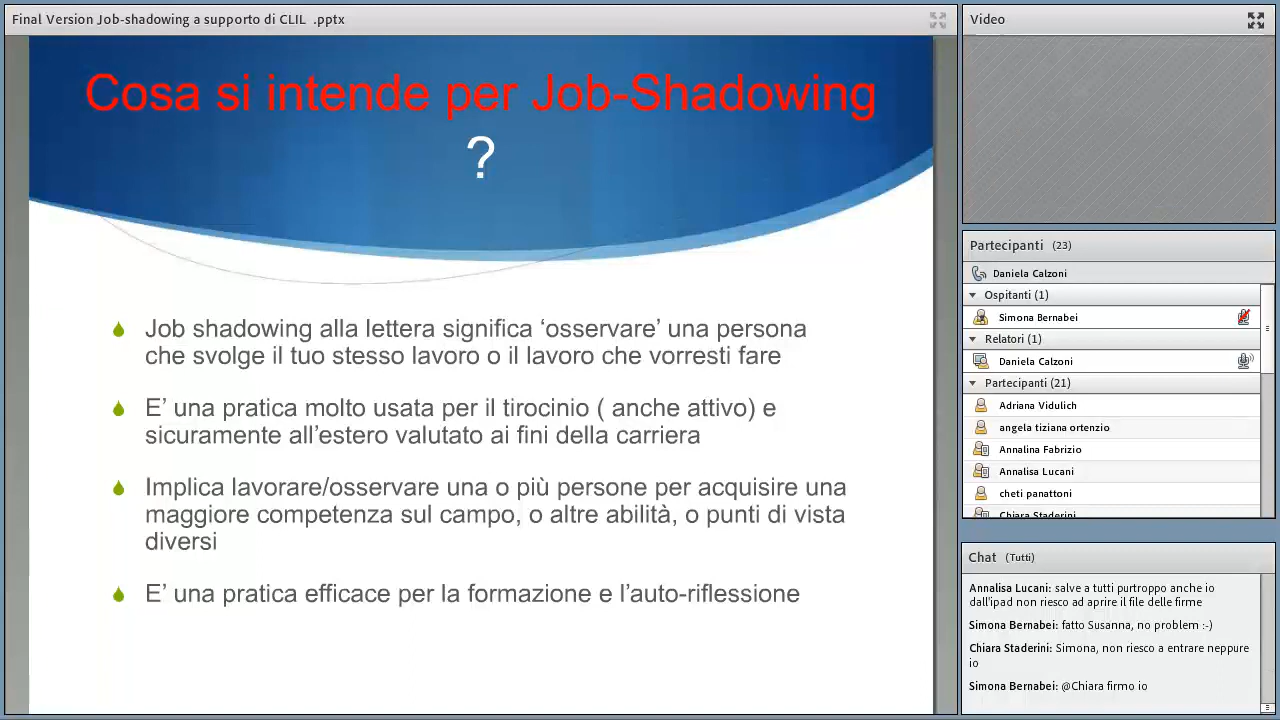 Final Version Job-shadowing a supporto di CLIL .pptx
Cosa si intende per Job-Shadowing
?
Job shadowing alla lettera significa ‘osservare’ una persona
che svolge il tuo stesso lavoro o il lavoro che vorresti fare
E’ una pratica molto usata per il tirocinio ( anche attivo) e
sicuramente all’estero valutato ai fini della carriera
Implica lavorare/osservare una o più persone per acquisire una
maggiore competenza sul campo, o altre abilità, o punti di vista
diversi
E’ una pratica efficace per la formazione e l’auto-riflessione
Video
Partecipanti (23)
Daniela Calzoni
Ospitanti (1)
Simona Bernabei
Relatori (1)
Daniela Calzoni
Partecipanti (21)
Adriana Vidulich
angela tiziana ortenzio
Annalina Fabrizio
Annalisa Lucani
cheti panattoni
Chiara Staderini
Chat (Tutti)
Annalisa Lucani: salve a tutti purtroppo anche io
dall'ipad non riesco ad aprire il file delle firme
Simona Bernabei: fatto Susanna, no problem :-)
Chiara Staderini: Simona, non riesco a entrare neppure
io
Simona Bernabei: @Chiara firmo io